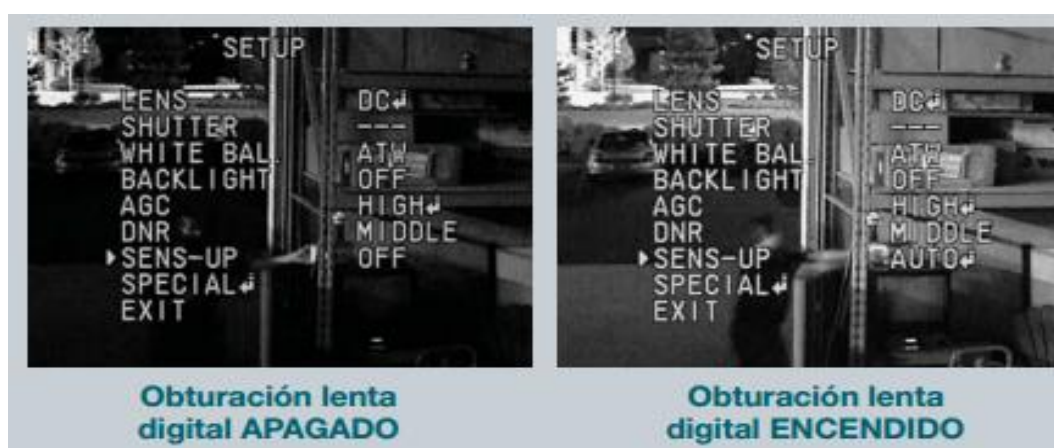 SETUP
LENS DC↲
SHUTTER ---
WHITE BAL. ATW
BACKLIGHT OFF
AGC HIGH↲
DNR MIDDLE
▶SENS-UP OFF
SPECIAL↲
EXIT
Obturación lenta
digital APAGADO
SETUP
LENS DC↲
SHUTTER ---
WHITE BAL ATW
BACKLIGHT OFF
AGC HIGH↲
DNR MIDDLE
▶SENS-UP AUTO↲
SPECIAL↲
EXIT
Obturación lenta
digital ENCENDIDO